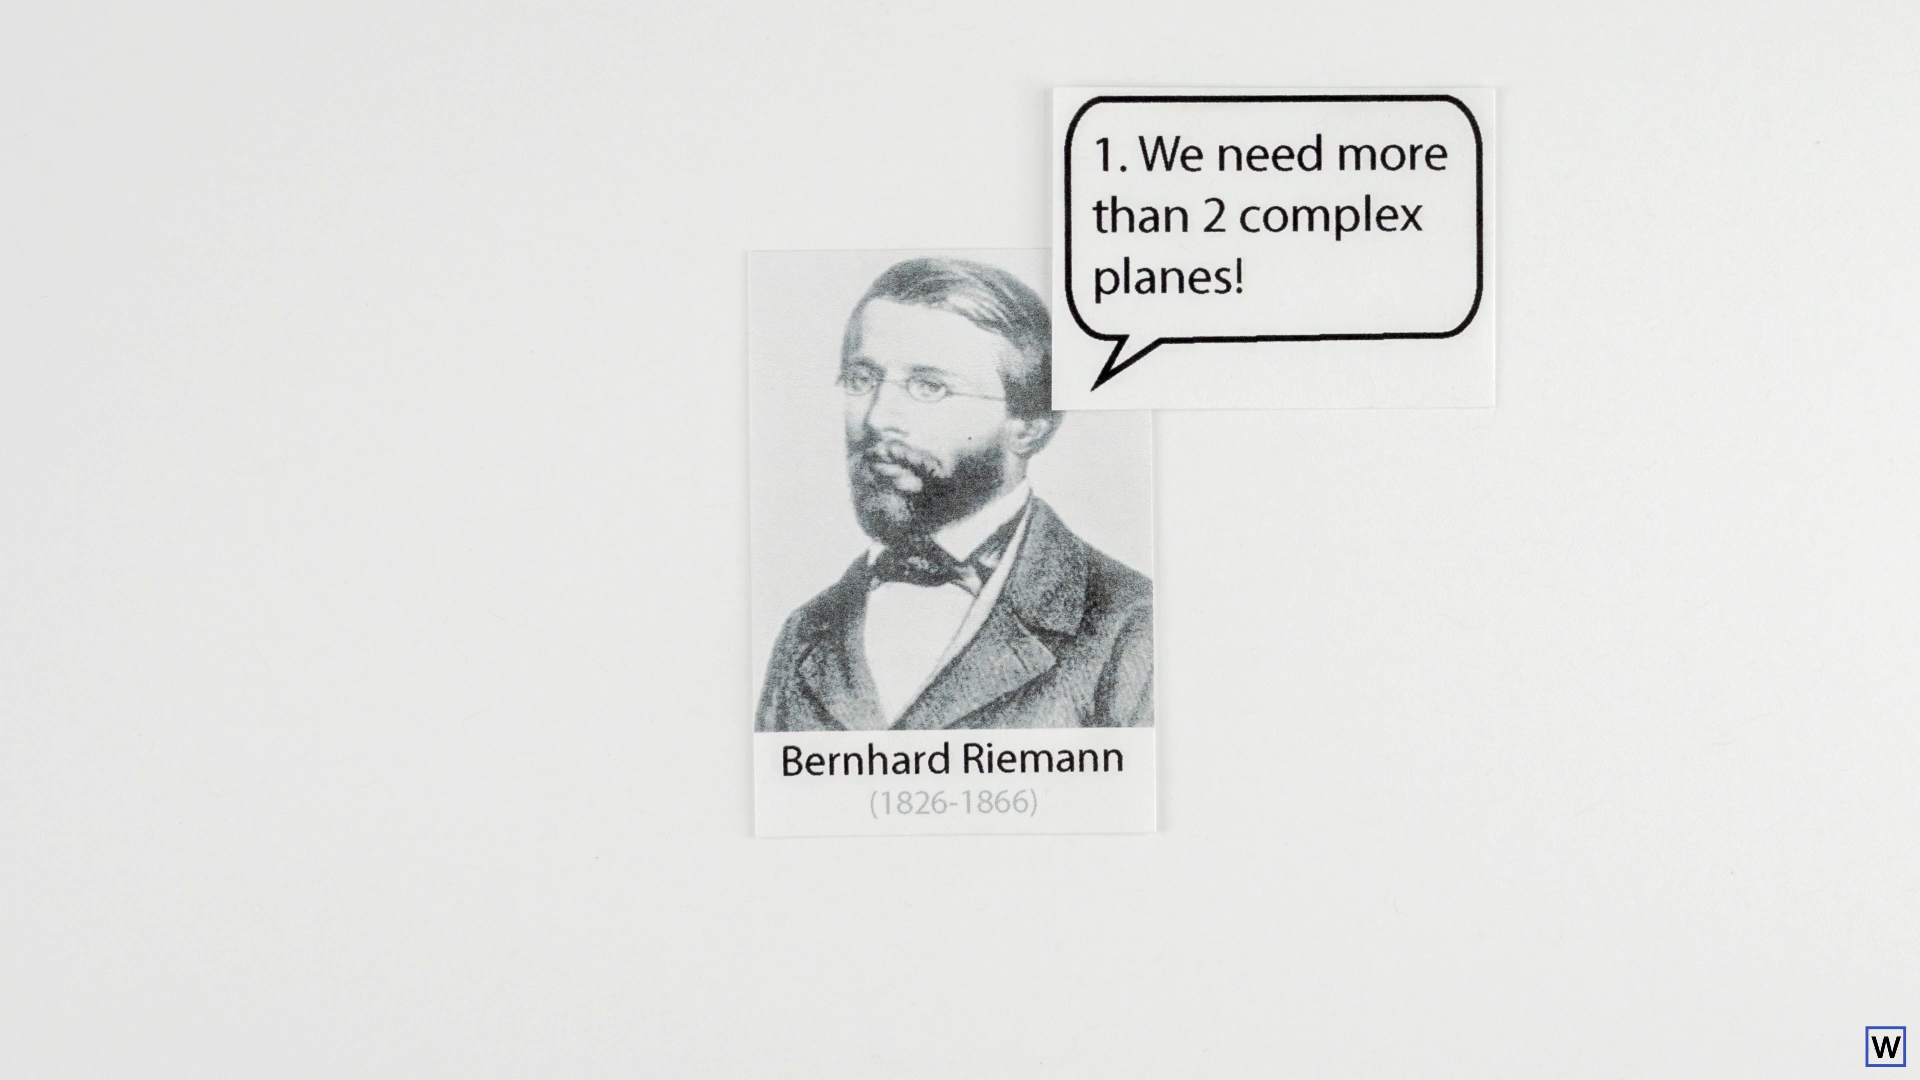 1. We need more
than 2 complex
planes!
Bernhard Riemann
(1826-1866)
W